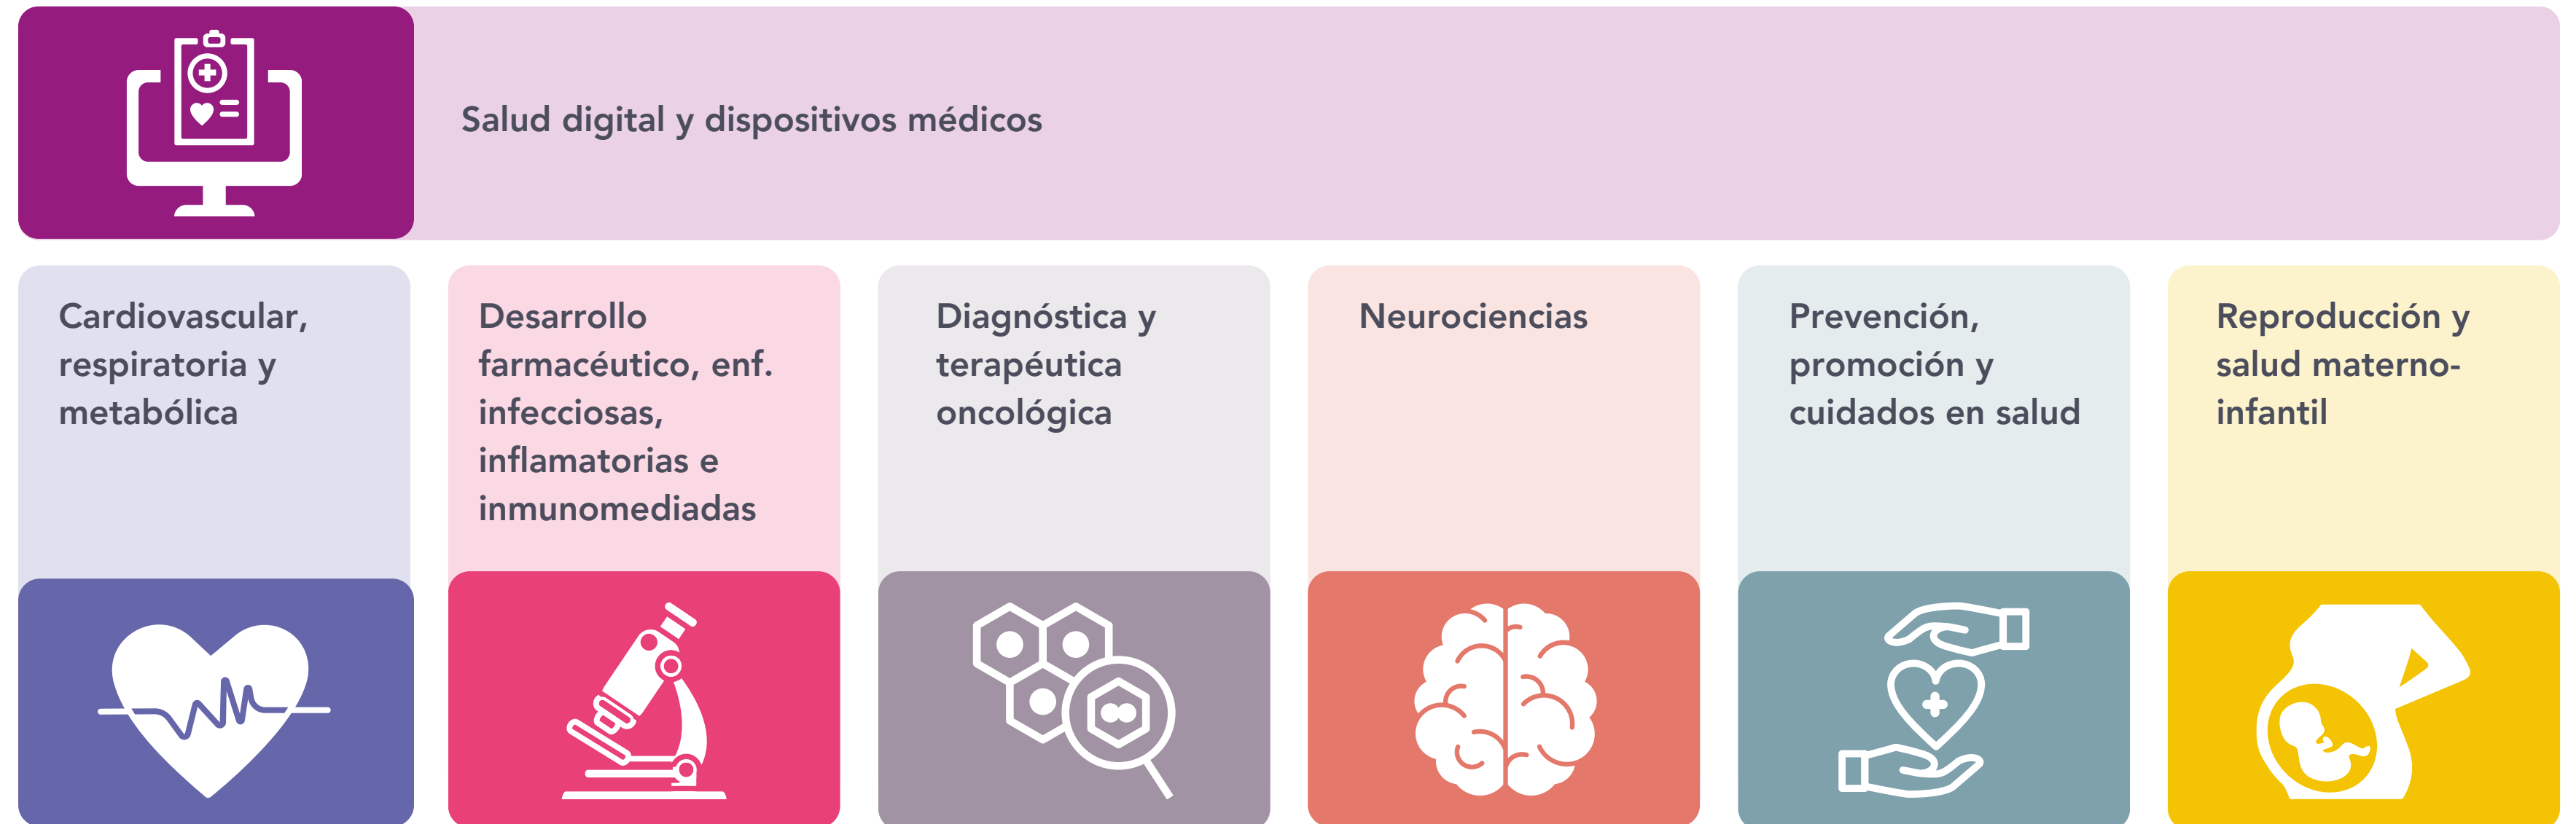 Salud digital y dispositivos médicos
Cardiovascular,
respiratoria y
metabólica
Desarrollo
farmacéutico, enf.
infecciosas,
inflamatorias e
inmunomediadas
Diagnóstica y
terapéutica
oncológica
Neurociencias
Prevención,
promoción y
cuidados en salud
Reproducción y
salud materno-
infantil